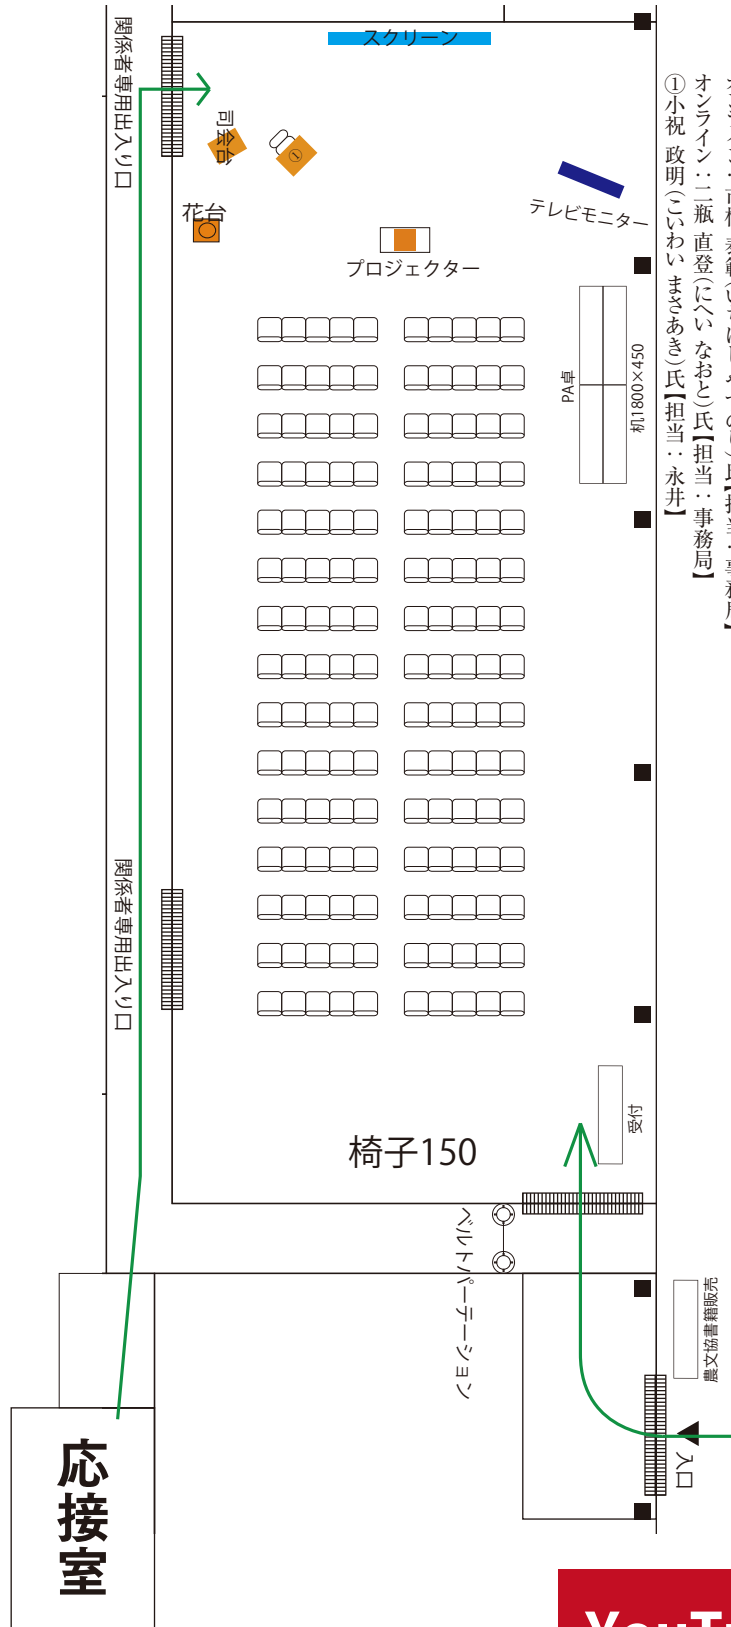 スクリーン
関係者専用出入り口
司会台
①
花台
テレビモニター
プロジェクター
PA卓
机1800×450
オンライン:二瓶 直登(にへい なおと)氏【担当:事務局】
①小祝 政明(こいわい まさあき)氏【担当:永井】
関係者専用出入り口
受付
椅子150
ベルトパーテーション
農文協書籍販売
入口
応接室